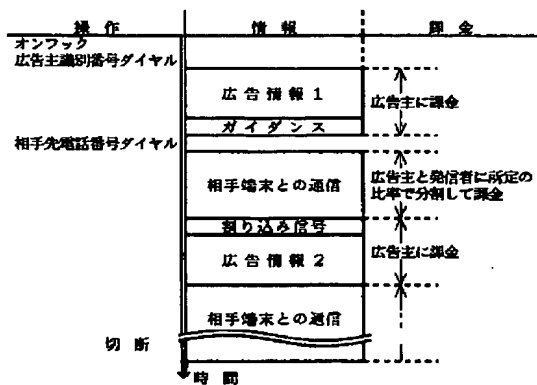 操作 情報 課金
オンフック
広告主識別番号ダイヤル
広告情報1
広告主に課金
ガイダンス
相手先電話番号ダイヤル
相手端末との通信
広告主と発信者に所定の
比率で分割して課金
割り込み信号
広告情報2
広告主に課金
相手端末との通信
切断
時間